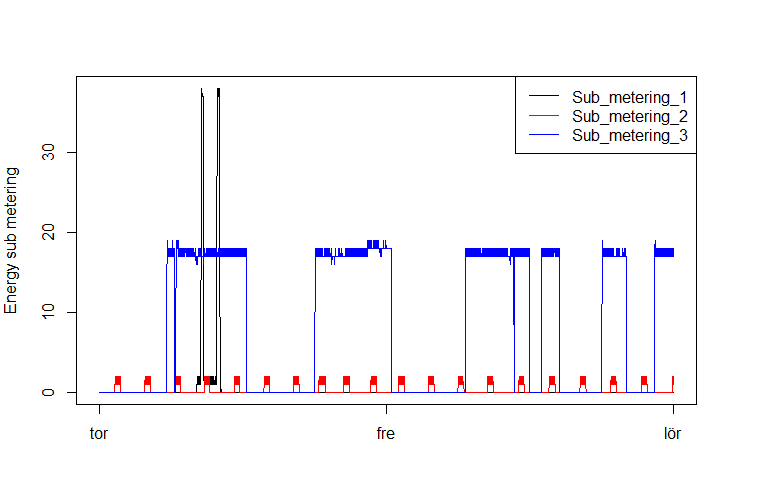 Sub_metering_1
Sub_metering_2
Sub_metering_3
Energy sub metering
30
20
10
0
tor fre lör